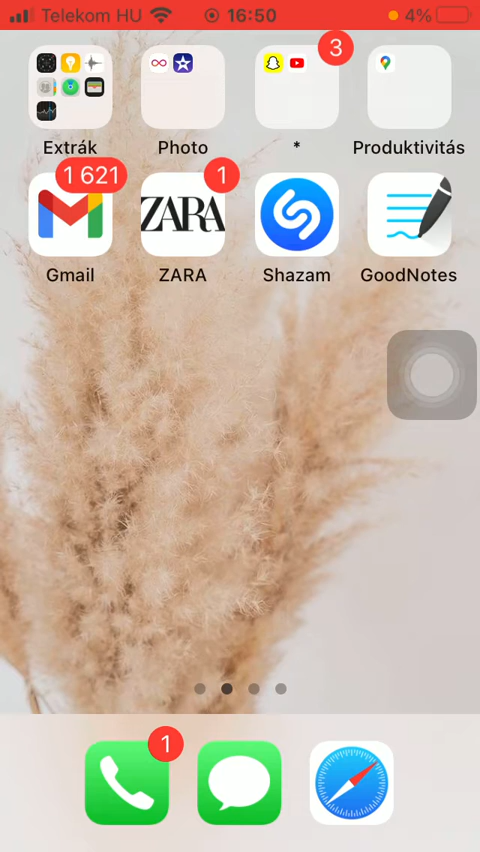 Telekom HU 16:50 4%
3
Extrák Photo * Produktivitás
1 621 1
ZARA
Gmail ZARA Shazam GoodNotes
1